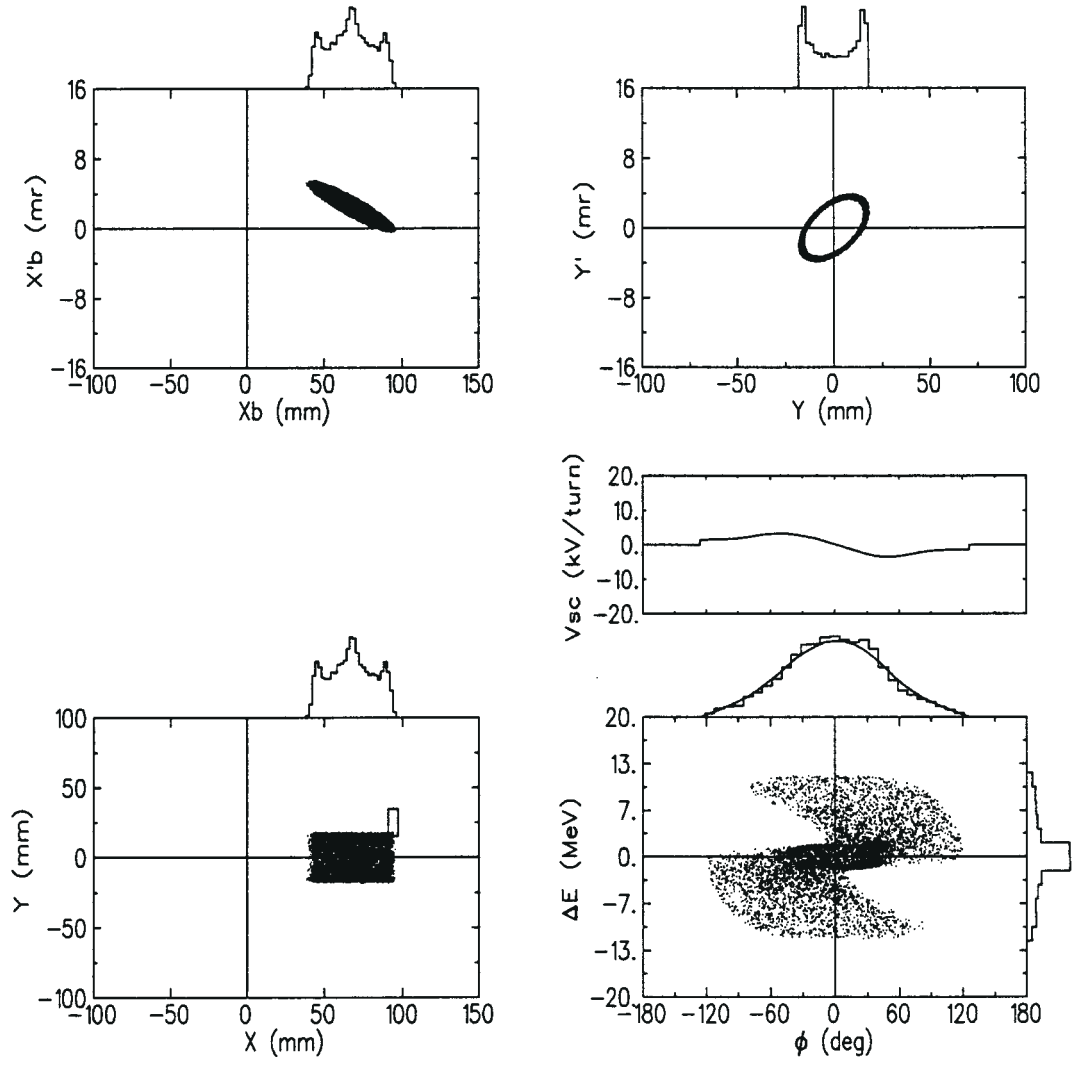 16
8
0
−8
−16
X'b (mr)
−100 −50 0 50 100 150
Xb (mm)
16
8
0
−8
−16
Y' (mr)
−100 −50 0 50 100
Y (mm)
20.
10.
0.
−10.
−20.
Vsc (kV/turn)
100
50
0
−50
−100
Y (mm)
−100 −50 0 50 100 150
X (mm)
20.
13.
7.
0.
−7.
−13.
−20.
ΔE (MeV)
−180 −120 −60 0 60 120 180
ϕ (deg)